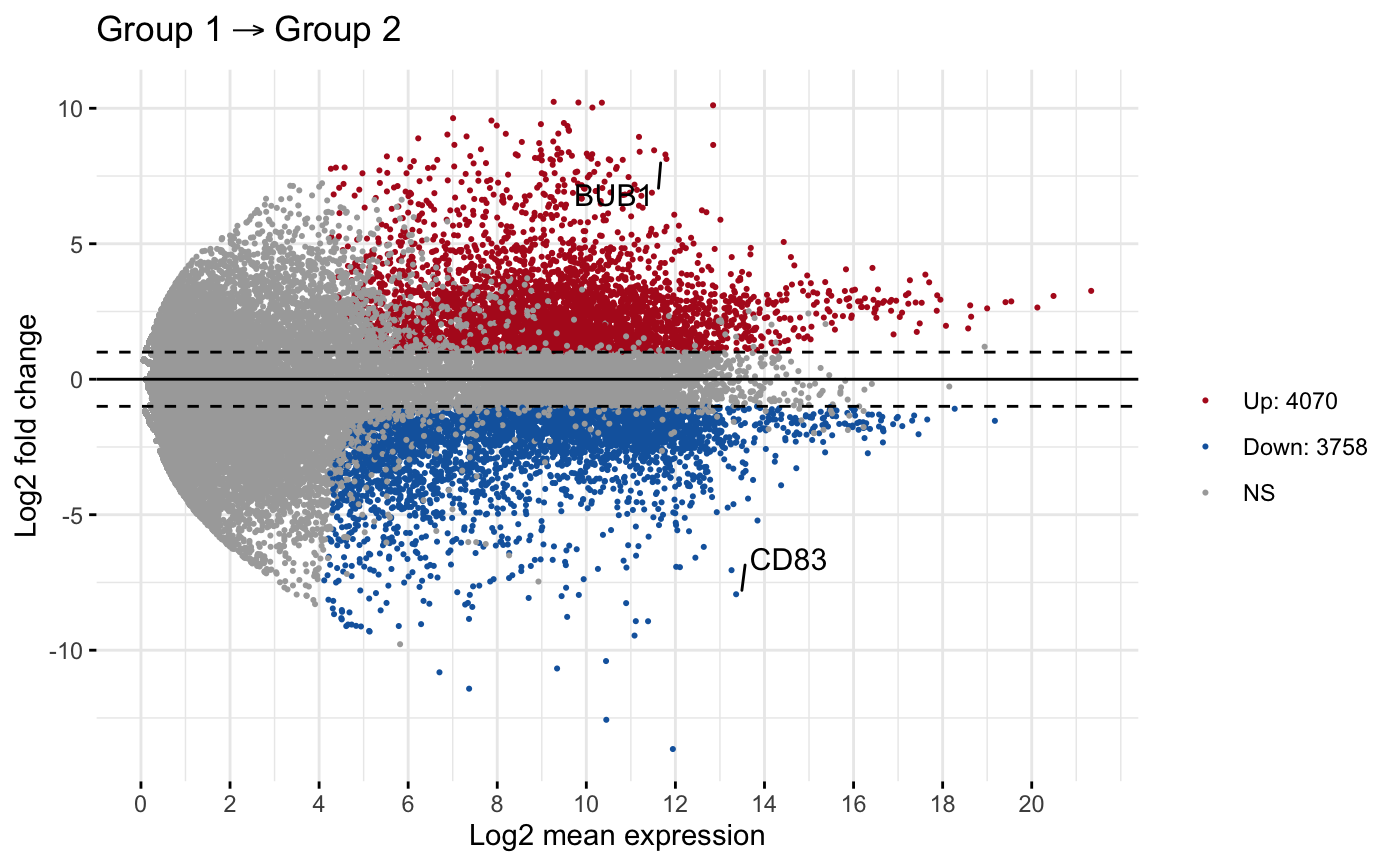 Group 1 → Group 2
Log2 fold change
10
5
0
-5
-10
BUB1
CD83
Up: 4070
Down: 3758
NS
0 2 4 6 8 10 12 14 16 18 20
Log2 mean expression